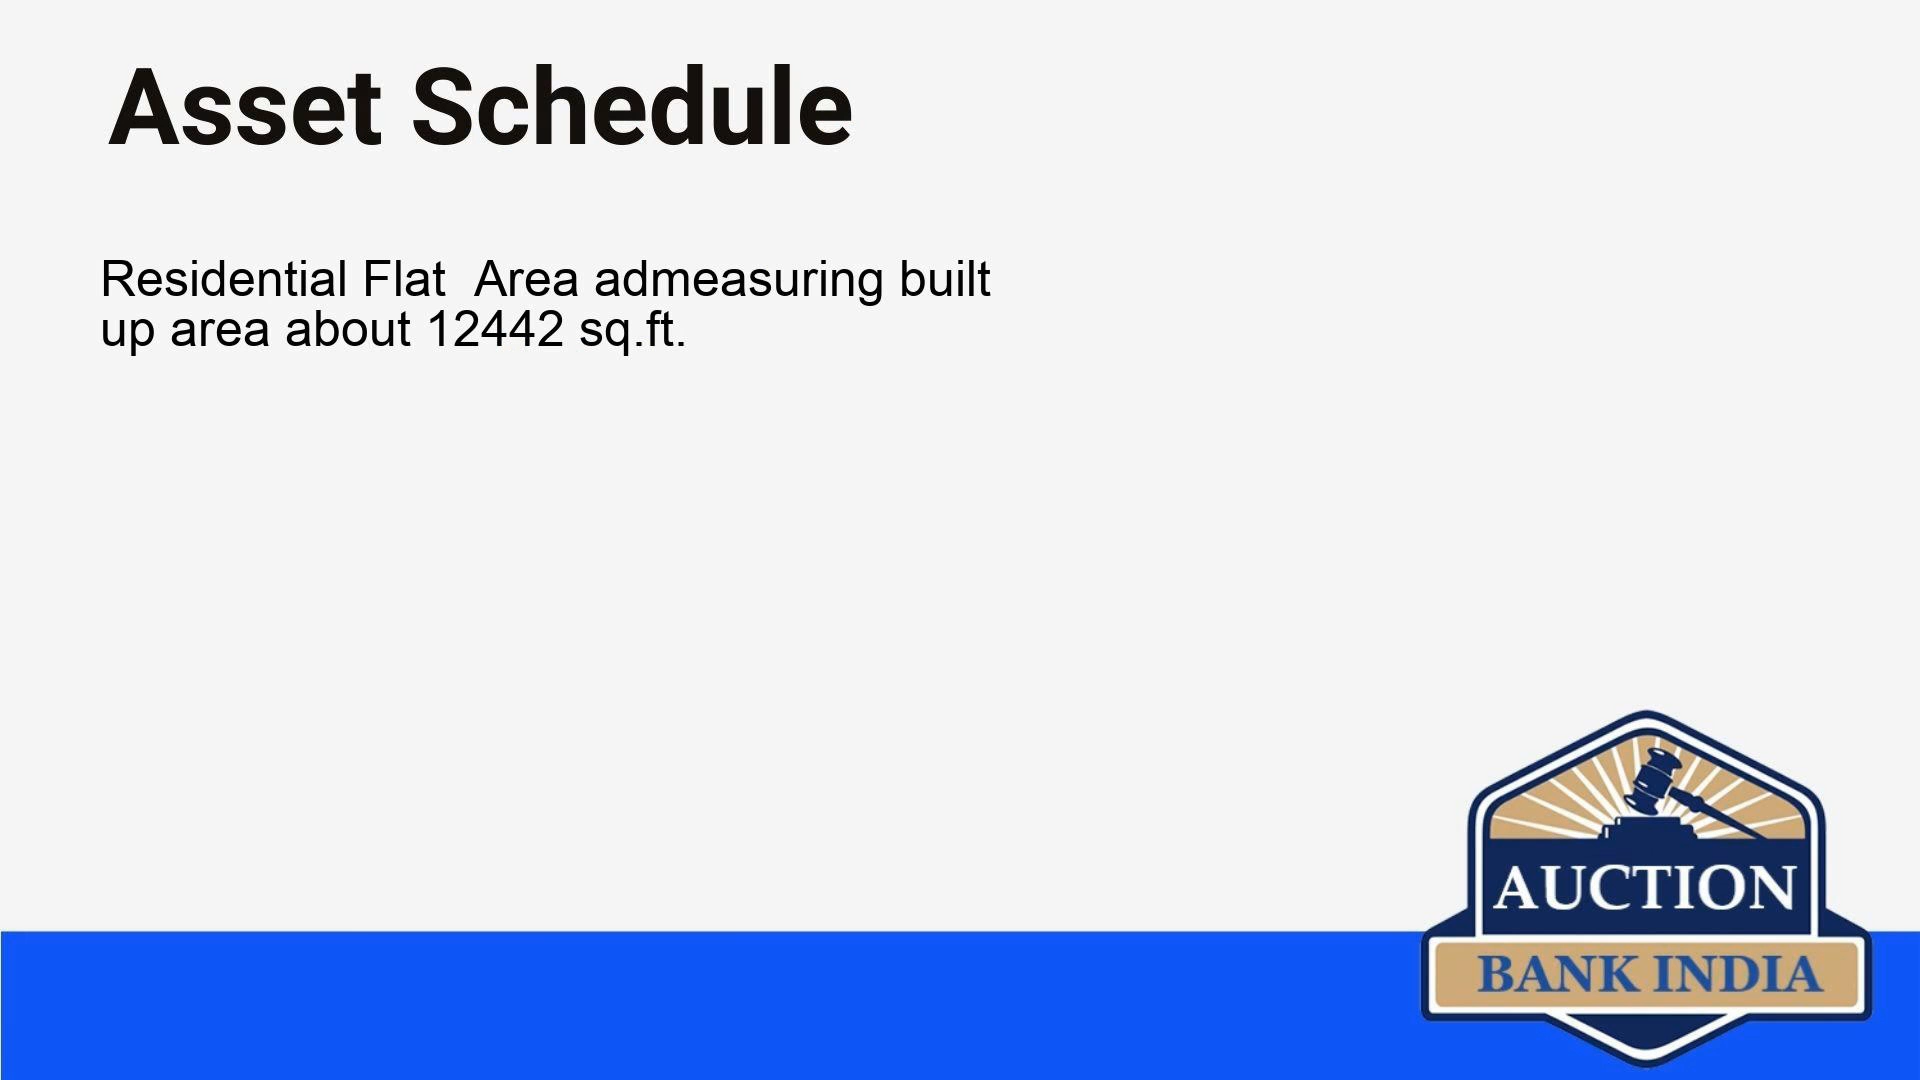 Asset Schedule
Residential Flat  Area admeasuring built
up area about 12442 sq.ft.
AUCTION
BANK INDIA